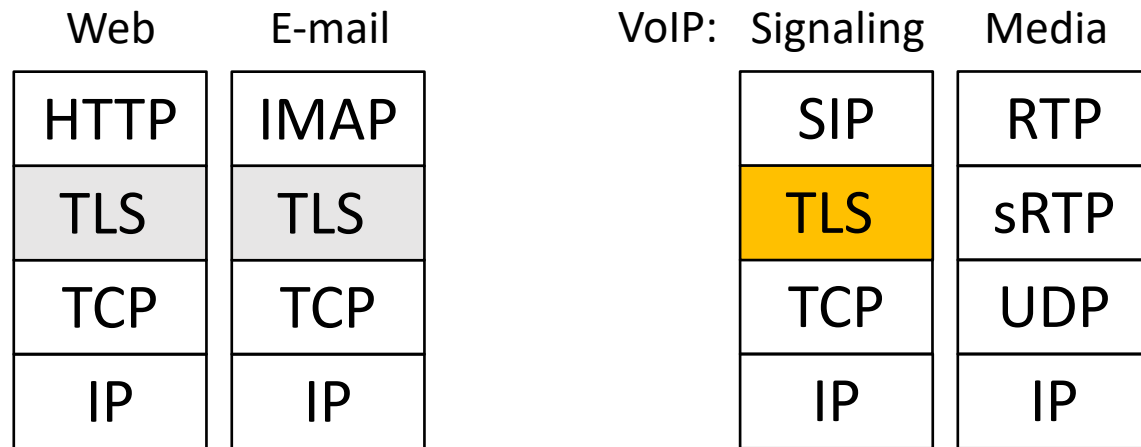 Web E-mail VoIP: Signaling Media
HTTP IMAP SIP RTP
TLS TLS TLS sRTP
TCP TCP TCP UDP
IP IP IP IP